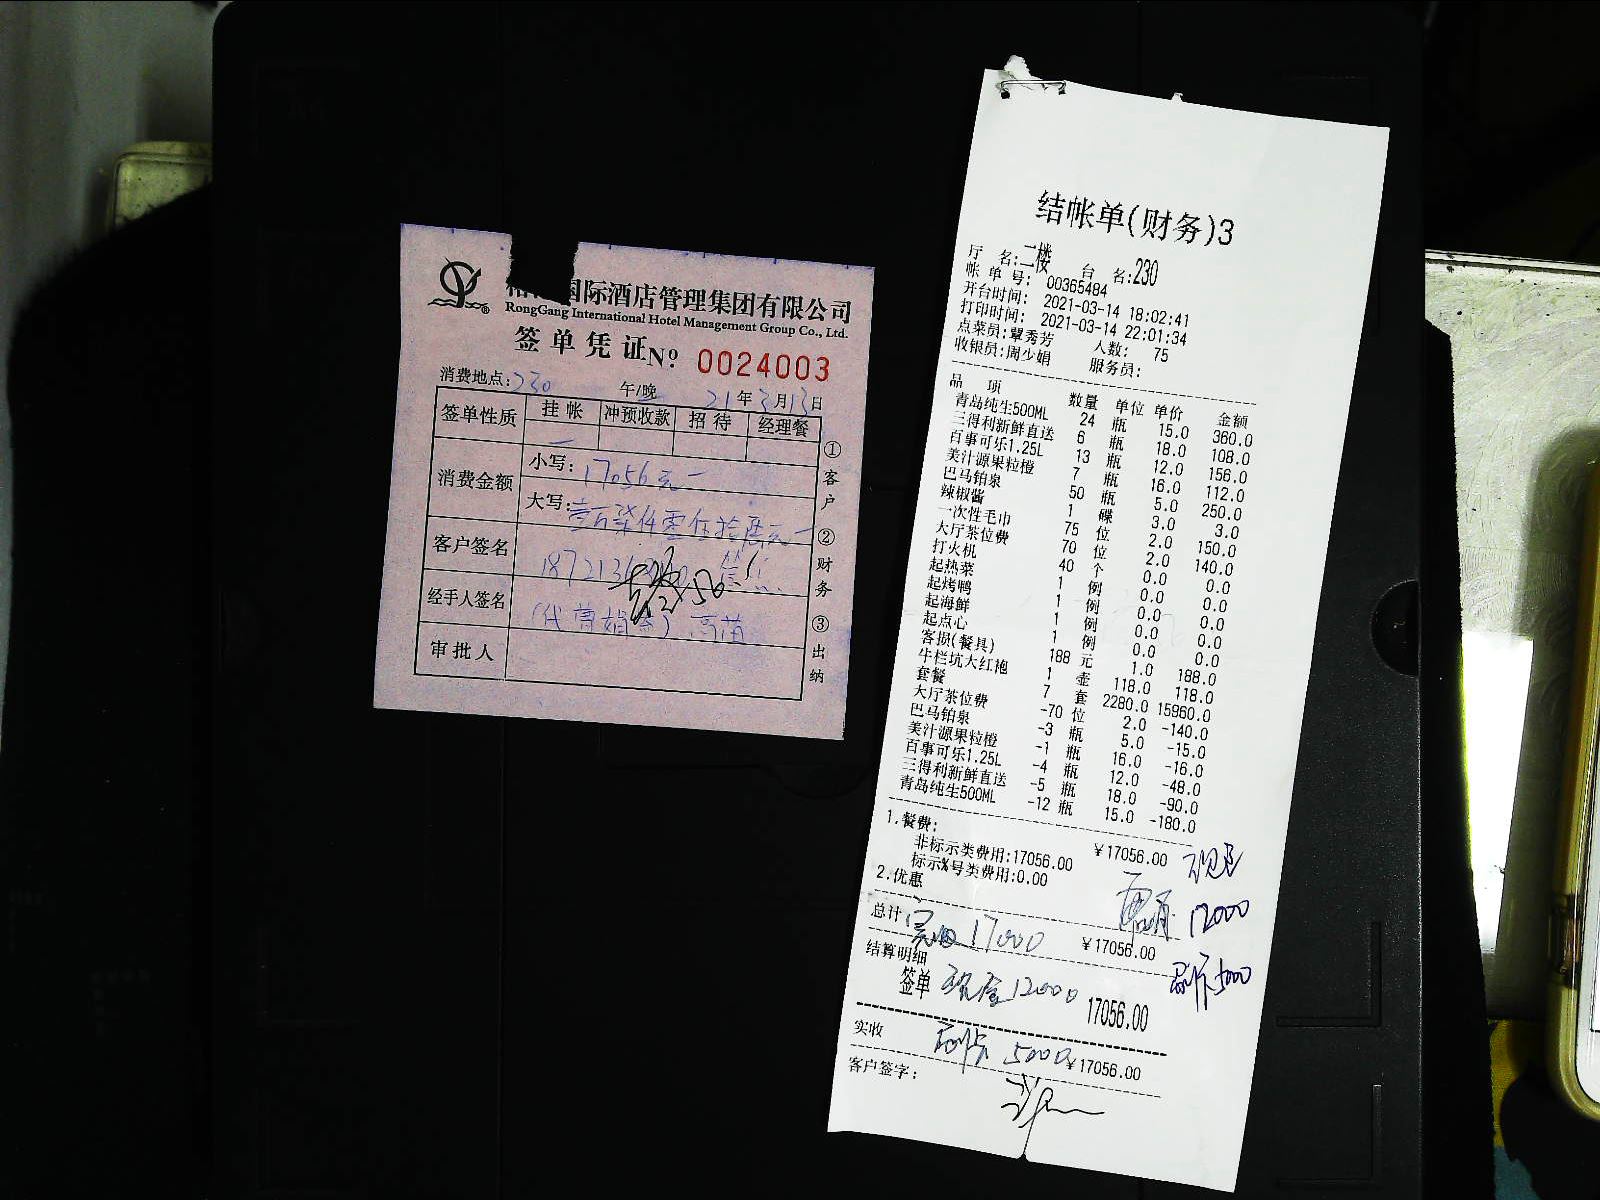 国际酒店管理集团有限公司
RongGang International Hotel Management Group Co., Ltd.
签单凭证 Nº: 0024003
消费地点: 230 午/晚 21年3月13日
签单性质 挂帐 冲预收款 招待 经理餐
消费金额 小写: 17056元
大写: 壹万柒仟零伍拾陆元
客户签名
经手人签名
审批人
①客户 ②财务 ③出纳
结帐单(财务)3
厅 名:二楼 台 名:230
帐 单 号: 00365484
开台时间: 2021-03-14 18:02:41
打印时间: 2021-03-14 22:01:34
点菜员:覃秀芳 人数: 75
收银员:周少娟 服务员:
品 项 数量 单位 单价 金额
青岛纯生500ML 24 瓶 15.0 360.0
三得利新鲜直送 6 瓶 18.0 108.0
百事可乐1.25L 13 瓶 12.0 156.0
美汁源果粒橙 7 瓶 16.0 112.0
巴马铂泉 50 瓶 5.0 250.0
辣椒酱 1 碟 3.0 3.0
一次性毛巾 75 位 2.0 150.0
大厅茶位费 70 位 2.0 140.0
打火机 40 个 0.0 0.0
起热菜 1 例 0.0 0.0
起烤鸭 1 例 0.0 0.0
起海鲜 1 例 0.0 0.0
起点心 1 例 0.0 0.0
客损(餐具) 188 元 1.0 188.0
牛栏坑大红袍 1 壶 118.0 118.0
套餐 7 套 2280.0 15960.0
大厅茶位费 -70 位 2.0 -140.0
巴马铂泉 -3 瓶 5.0 -15.0
美汁源果粒橙 -1 瓶 16.0 -16.0
百事可乐1.25L -4 瓶 12.0 -48.0
三得利新鲜直送 -5 瓶 18.0 -90.0
青岛纯生500ML -12 瓶 15.0 -180.0
1.餐费: ¥17056.00
非标示类费用:17056.00
标示%号类费用:0.00
2.优惠
12000
总计 17000 ¥17056.00
结算明细
刷卡 5000
签单 现金 12000 17056.00
实收 刷卡 5000 ¥17056.00
客户签字: